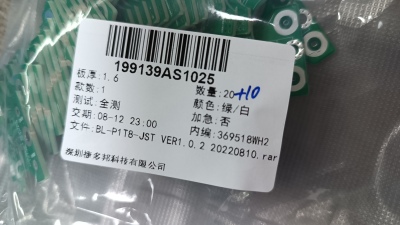 199139AS1025
板厚:1.6 数量:20+10
款数:1 颜色:绿/白
测试:全测 加急:否
交期:08-12 23:00 内编:369518WH2
文件:BL-P1T8-JST VER1.0.2 20220810.rar
深圳捷多邦科技有限公司